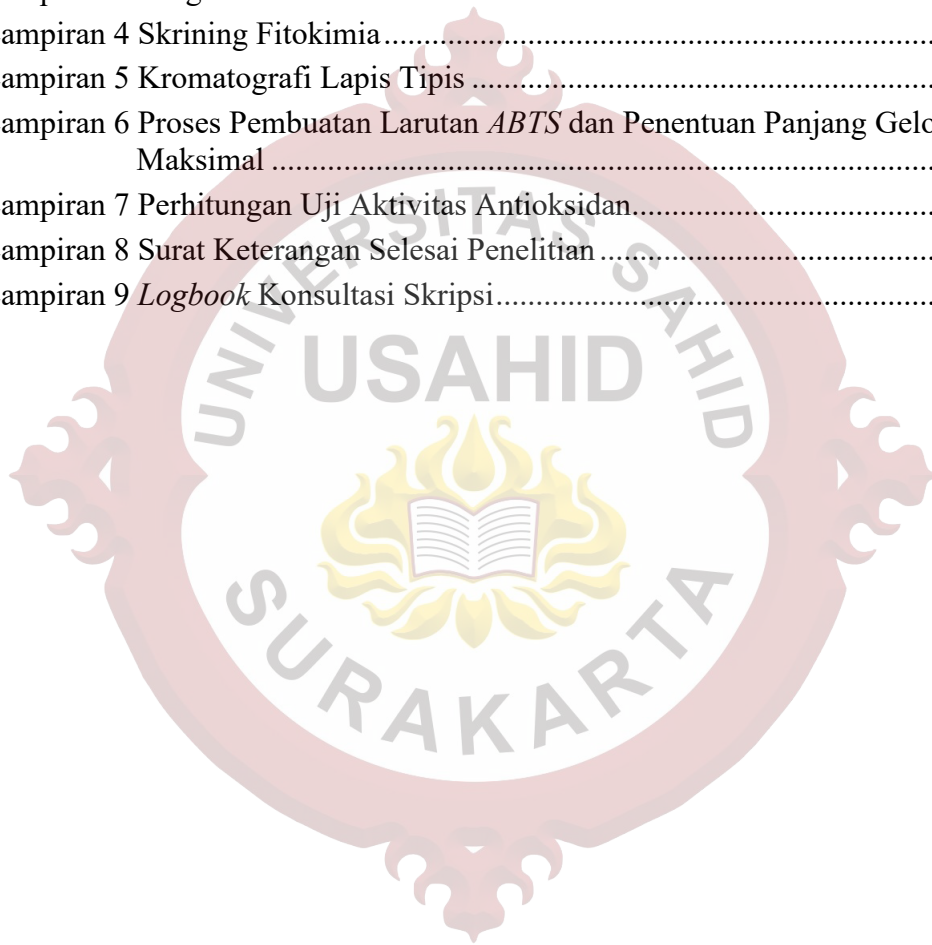 ampiran 4 Skrining Fitokimia
ampiran 5 Kromatografi Lapis Tipis
ampiran 6 Proses Pembuatan Larutan ABTS dan Penentuan Panjang Gelo
Maksimal
ampiran 7 Perhitungan Uji Aktivitas Antioksidan
ampiran 8 Surat Keterangan Selesai Penelitian
ampiran 9 Logbook Konsultasi Skripsi
UNIVERSITAS SAHID
USAHID
SURAKARTA